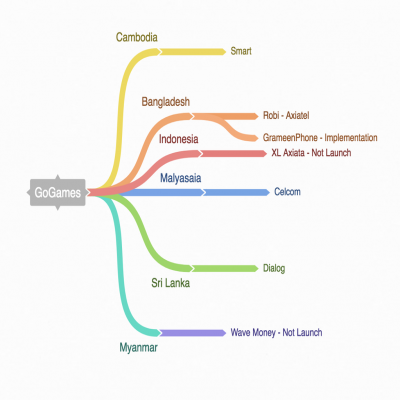 Cambodia
Smart
Bangladesh
Robi - Axiatel
GrameenPhone - Implementation
Indonesia
XL Axiata - Not Launch
Malyasaia
GoGames
Celcom
Dialog
Sri Lanka
Wave Money - Not Launch
Myanmar